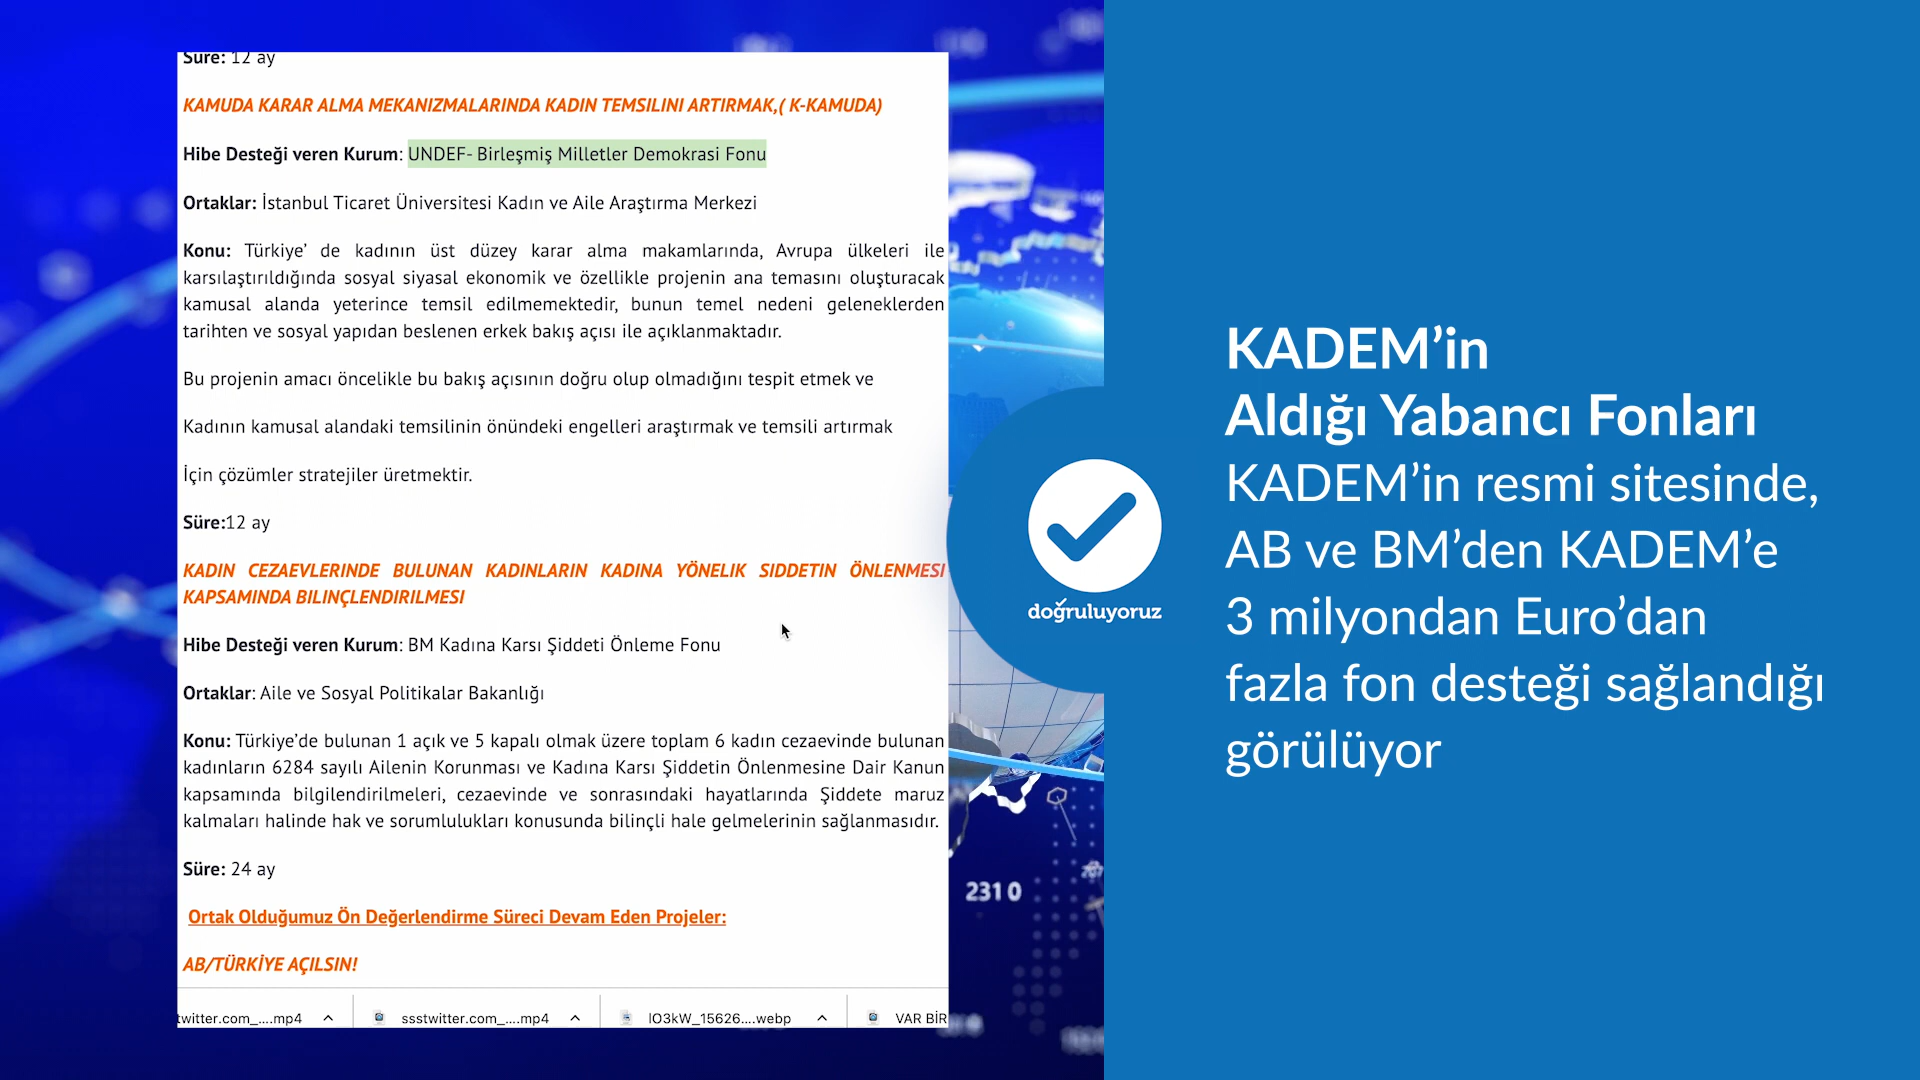 Süre: 12 ay
KAMUDA KARAR ALMA MEKANIZMALARINDA KADIN TEMSILINI ARTIRMAK,( K-KAMUDA)
Hibe Desteği veren Kurum: UNDEF- Birleşmiş Milletler Demokrasi Fonu
Ortaklar: İstanbul Ticaret Üniversitesi Kadın ve Aile Araştırma Merkezi
Konu: Türkiye’ de kadının üst düzey karar alma makamlarında, Avrupa ülkeleri ile
karsılaştırıldığında sosyal siyasal ekonomik ve özellikle projenin ana temasını oluşturacak
kamusal alanda yeterince temsil edilmemektedir, bunun temel nedeni geleneklerden
tarihten ve sosyal yapıdan beslenen erkek bakış açısı ile açıklanmaktadır.
Bu projenin amacı öncelikle bu bakış açısının doğru olup olmadığını tespit etmek ve
Kadının kamusal alandaki temsilinin önündeki engelleri araştırmak ve temsili artırmak
İçin çözümler stratejiler üretmektir.
Süre:12 ay
KADIN CEZAEVLERINDE BULUNAN KADINLARIN KADINA YÖNELIK SIDDETIN ÖNLENMESI
KAPSAMINDA BILINÇLENDIRILMESI
Hibe Desteği veren Kurum: BM Kadına Karsı Şiddeti Önleme Fonu
Ortaklar: Aile ve Sosyal Politikalar Bakanlığı
Konu: Türkiye’de bulunan 1 açık ve 5 kapalı olmak üzere toplam 6 kadın cezaevinde bulunan
kadınların 6284 sayılı Ailenin Korunması ve Kadına Karsı Şiddetin Önlenmesine Dair Kanun
kapsamında bilgilendirilmeleri, cezaevinde ve sonrasındaki hayatlarında Şiddete maruz
kalmaları halinde hak ve sorumlulukları konusunda bilinçli hale gelmelerinin sağlanmasıdır.
Süre: 24 ay
Ortak Olduğumuz Ön Değerlendirme Süreci Devam Eden Projeler:
AB/TÜRKİYE AÇILSIN!
twitter.com_....mp4
ssstwitter.com_....mp4
IO3kW_15626....webp
VAR BİR
2310
doğruluyoruz
KADEM’in
Aldığı Yabancı Fonları
KADEM’in resmi sitesinde,
AB ve BM’den KADEM’e
3 milyondan Euro’dan
fazla fon desteği sağlandığı
görülüyor